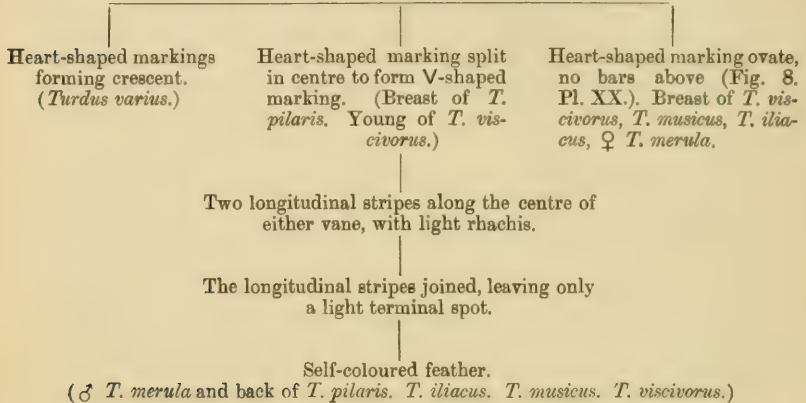 Heart-shaped markings
forming crescent.
(Turdus varius.)
Heart-shaped marking split
in centre to form V-shaped
marking. (Breast of T.
pilaris. Young of T. vis-
civorus.)
Heart-shaped marking ovate,
no bars above (Fig. 8.
Pl. XX.). Breast of T. vis-
civorus, T. musicus, T. ilia-
cus, ♀ T. merula.
Two longitudinal stripes along the centre of
either vane, with light rhachis.
The longitudinal stripes joined, leaving only
a light terminal spot.
Self-coloured feather.
(♂ T. merula and back of T. pilaris. T. iliacus. T. musicus. T. viscivorus.)